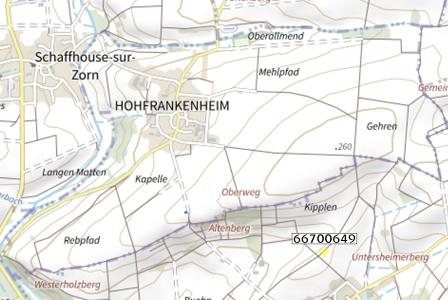 Oberallmend
Schaffhouse-sur-
Zorn
Mehlpfad
HOHFRANKENHEIM
Gehren
260
Langen Matten
Kapelle
Oberweg
Kipplen
Altenberg
Rebpfad
66700649
Untersheimerberg
Westerholzberg